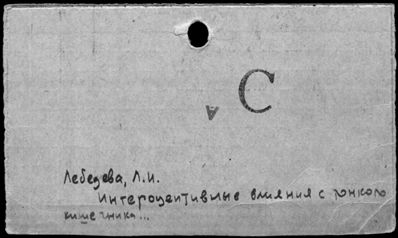 С
А
Лебедева, Л.И.
Интероцептивные влияния с тонкого
кишечника...